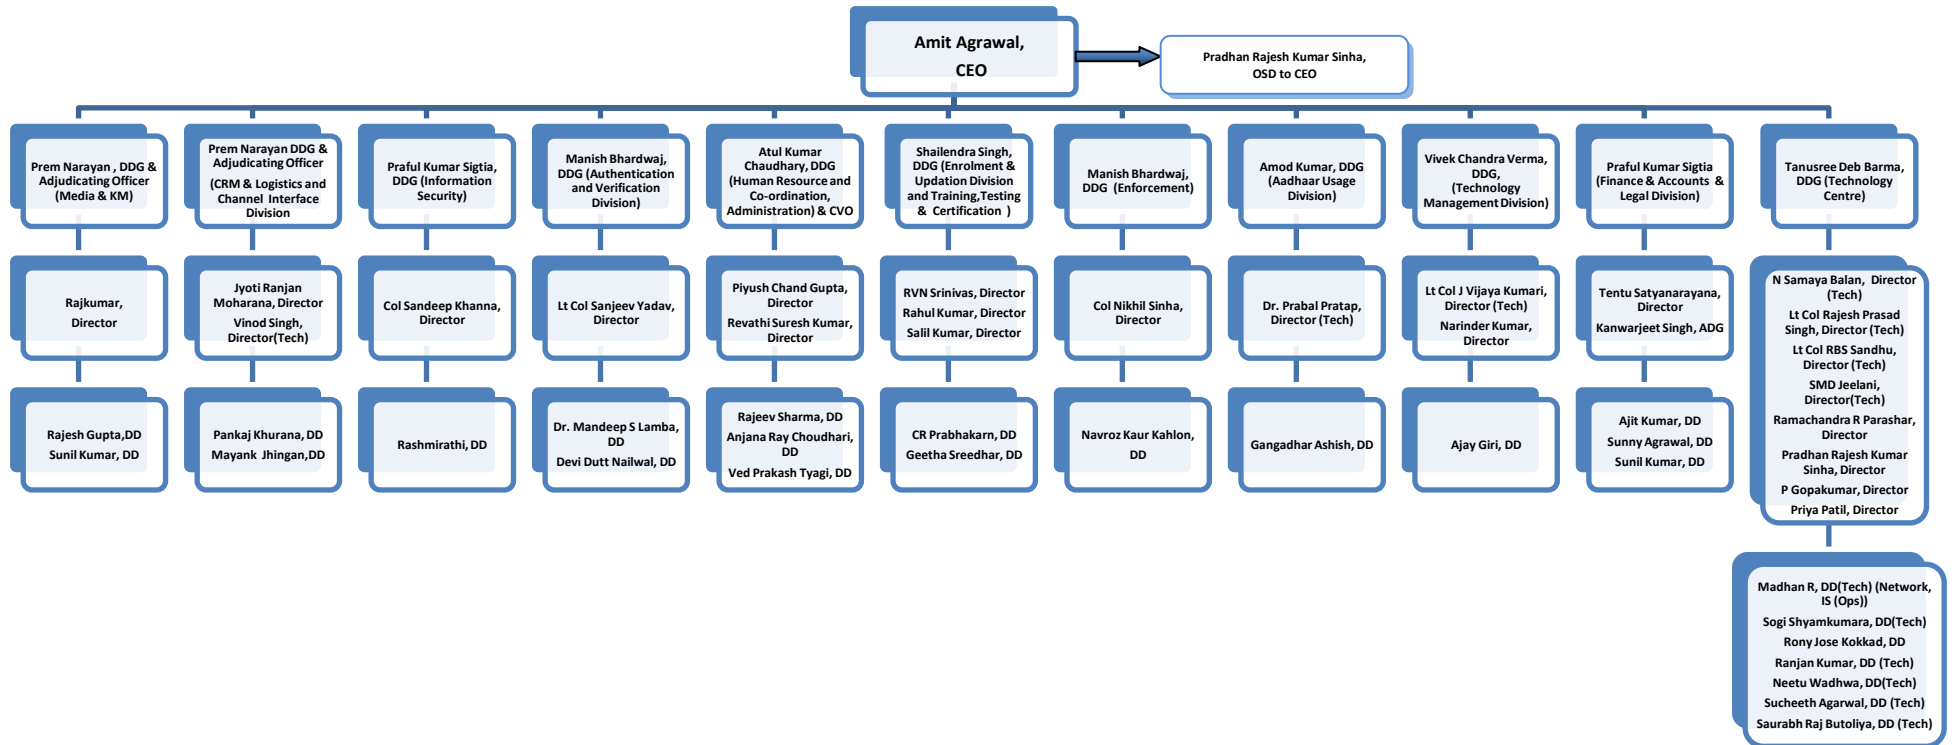 Amit Agrawal,
CEO
Pradhan Rajesh Kumar Sinha,
OSD to CEO
Prem Narayan , DDG &
Adjudicating Officer
(Media & KM)
Prem Narayan DDG &
Adjudicating Officer
(CRM & Logistics and
Channel Interface
Division
Praful Kumar Sigtia,
DDG (Information
Security)
Manish Bhardwaj,
DDG (Authentication
and Verification
Division)
Atul Kumar
Chaudhary, DDG
(Human Resource and
Co-ordination,
Administration) & CVO
Shailendra Singh,
DDG (Enrolment &
Updation Division
and Training,Testing
& Certification )
Manish Bhardwaj,
DDG (Enforcement)
Amod Kumar, DDG
(Aadhaar Usage
Division)
Vivek Chandra Verma,
DDG,
(Technology
Management Division)
Praful Kumar Sigtia
(Finance & Accounts &
Legal Division)
Tanusree Deb Barma,
DDG (Technology
Centre)
Rajkumar,
Director
Jyoti Ranjan
Moharana, Director
Vinod Singh,
Director(Tech)
Col Sandeep Khanna,
Director
Lt Col Sanjeev Yadav,
Director
Piyush Chand Gupta,
Director
Revathi Suresh Kumar,
Director
RVN Srinivas, Director
Rahul Kumar, Director
Salil Kumar, Director
Col Nikhil Sinha,
Director
Dr. Prabal Pratap,
Director (Tech)
Lt Col J Vijaya Kumari,
Director (Tech)
Narinder Kumar,
Director
Tentu Satyanarayana,
Director
Kanwarjeet Singh, ADG
N Samaya Balan, Director
(Tech)
Lt Col Rajesh Prasad
Singh, Director (Tech)
Lt Col RBS Sandhu,
Director (Tech)
SMD Jeelani,
Director(Tech)
Ramachandra R Parashar,
Director
Pradhan Rajesh Kumar
Sinha, Director
P Gopakumar, Director
Priya Patil, Director
Rajesh Gupta,DD
Sunil Kumar, DD
Pankaj Khurana, DD
Mayank Jhingan,DD
Rashmirathi, DD
Dr. Mandeep S Lamba,
DD
Devi Dutt Nailwal, DD
Rajeev Sharma, DD
Anjana Ray Choudhari,
DD
Ved Prakash Tyagi, DD
CR Prabhakarn, DD
Geetha Sreedhar, DD
Navroz Kaur Kahlon,
DD
Gangadhar Ashish, DD
Ajay Giri, DD
Ajit Kumar, DD
Sunny Agrawal, DD
Sunil Kumar, DD
Madhan R, DD(Tech) (Network,
IS (Ops))
Sogi Shyamkumara, DD(Tech)
Rony Jose Kokkad, DD
Ranjan Kumar, DD (Tech)
Neetu Wadhwa, DD(Tech)
Sucheeth Agarwal, DD (Tech)
Saurabh Raj Butoliya, DD (Tech)